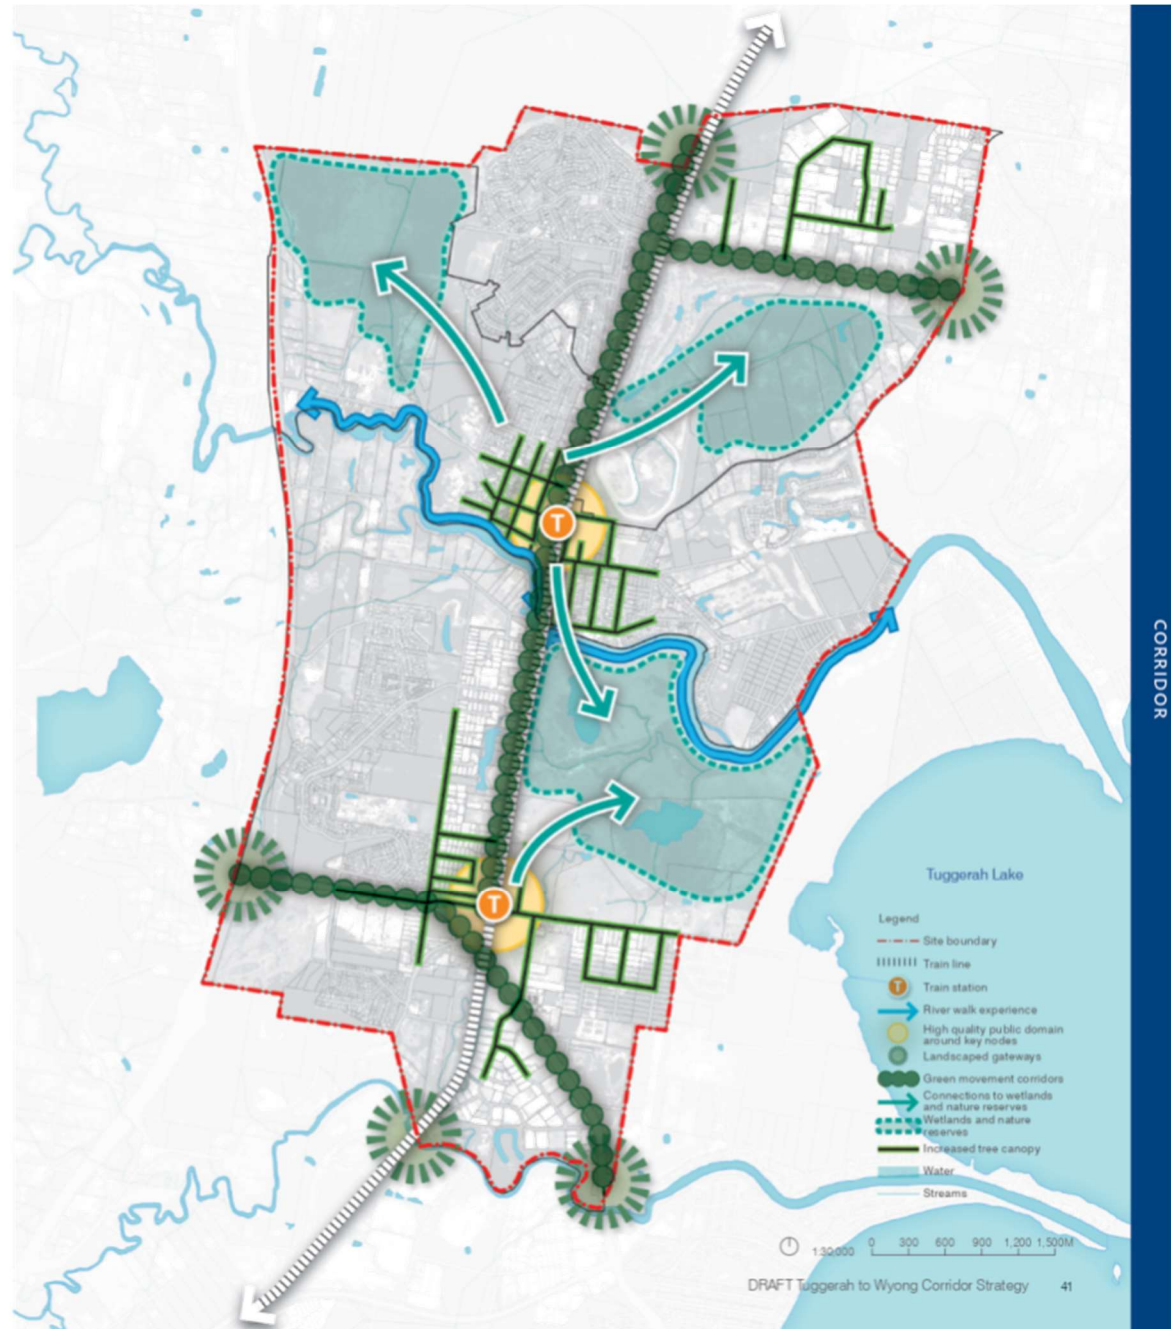 CORRIDOR
T
T
Tuggerah Lake
Legend
Site boundary
Train line
T Train station
River walk experience
High quality public domain
around key nodes
Landscaped gateways
Green movement corridors
Connections to wetlands
and nature reserves
Wetlands and nature
reserves
Increased tree canopy
Water
Streams
1:30,000 0 300 600 900 1,200 1,500M
DRAFT Tuggerah to Wyong Corridor Strategy 41